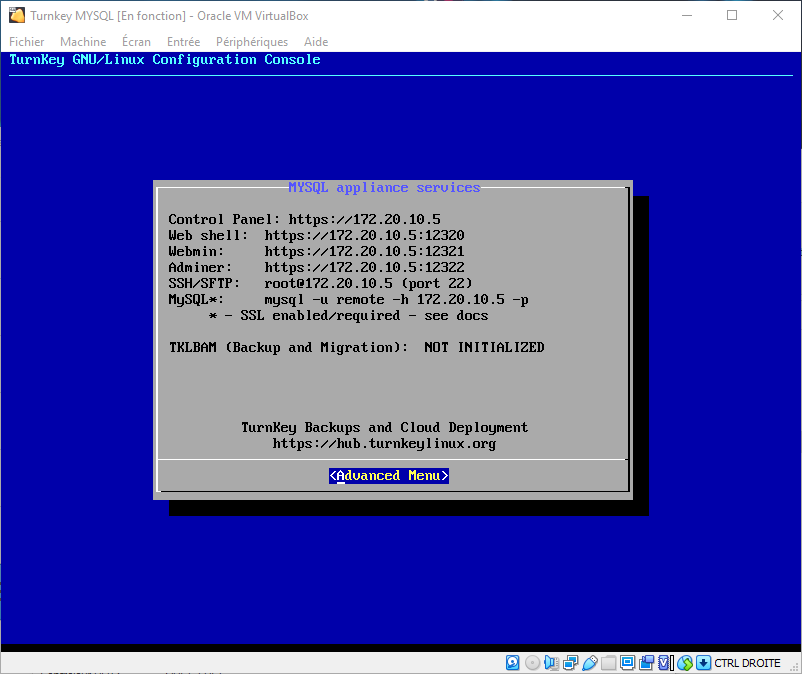 Turnkey MYSQL [En fonction] - Oracle VM VirtualBox
Fichier Machine Écran Entrée Périphériques Aide
TurnKey GNU/Linux Configuration Console
MYSQL appliance services
Control Panel: https://172.20.10.5
Web shell: https://172.20.10.5:12320
Webmin: https://172.20.10.5:12321
Adminer: https://172.20.10.5:12322
SSH/SFTP: root@172.20.10.5 (port 22)
MySQL*: mysql -u remote -h 172.20.10.5 -p
* - SSL enabled/required - see docs
TKLBAM (Backup and Migration): NOT INITIALIZED
TurnKey Backups and Cloud Deployment
https://hub.turnkeylinux.org
<Advanced Menu>
CTRL DROITE